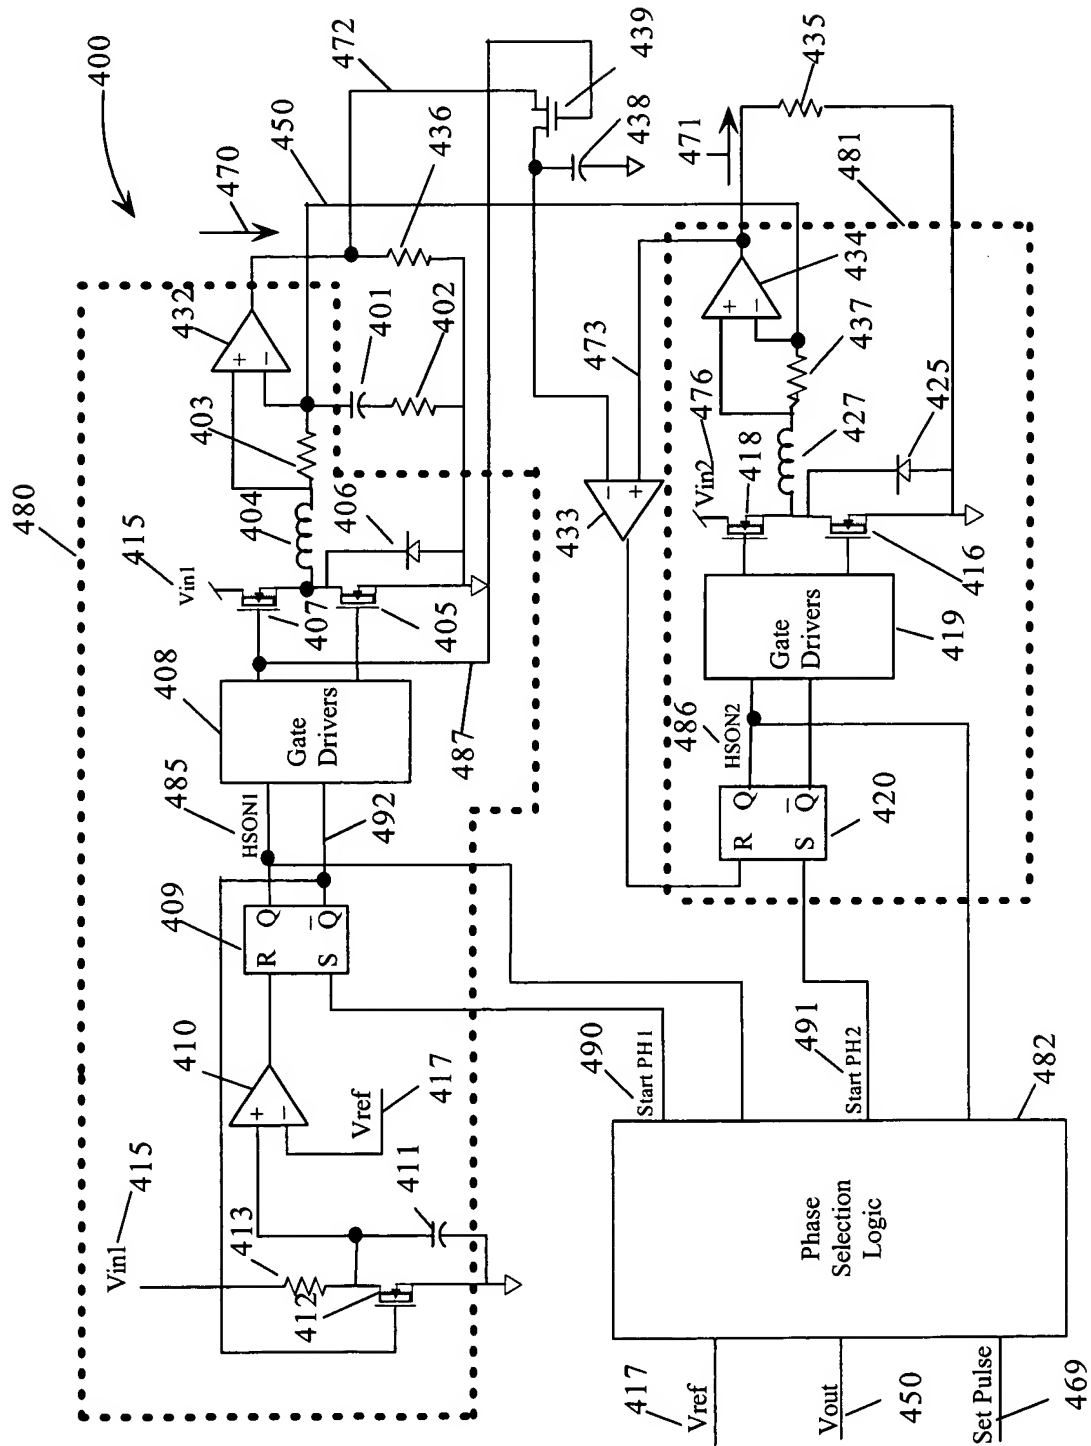 400
480
415
Vin1
432
+
−
403
404
470
450
472
436
401
402
406
407
405
439
438
408
Gate
Drivers
487
485
HSON1
492
409
R
Q
S
Q
410
+
−
417
Vref
411
Vin1
415
413
412
473
−
+
433
471
435
481
+
−
434
437
476
Vin2
418
427
425
416
Gate
Drivers
419
486
HSON2
R
Q
S
Q
420
490
Start PH1
491
Start PH2
482
Phase
Selection
Logic
417
Vref
Vout
450
Set Pulse
469